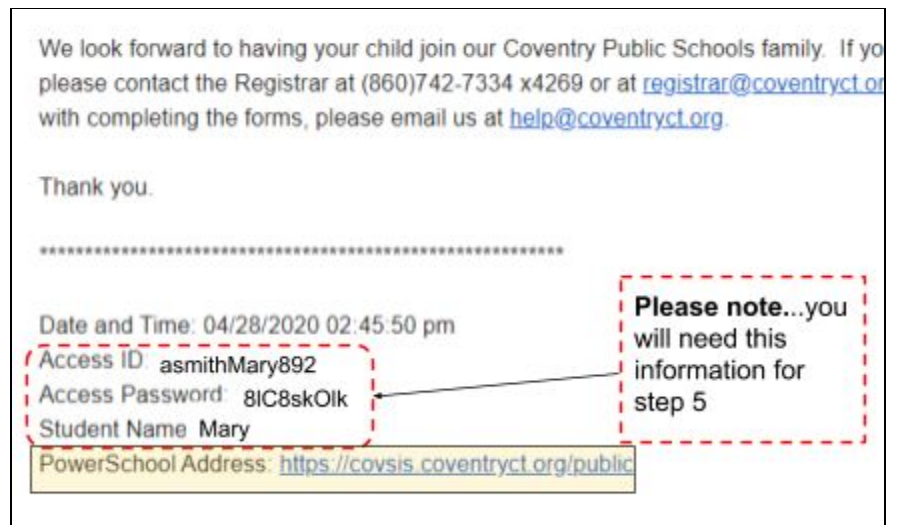 We look forward to having your child join our Coventry Public Schools family. If yo
please contact the Registrar at (860)742-7334 x4269 or at registrar@coventryct.or
with completing the forms, please email us at help@coventryct.org.
Thank you.
**********************************************************
Date and Time: 04/28/2020 02:45:50 pm
Access ID: asmithMary892
Access Password: 8lC8skOlk
Student Name Mary
PowerSchool Address: https://covsis.coventryct.org/public
Please note...you
will need this
information for
step 5